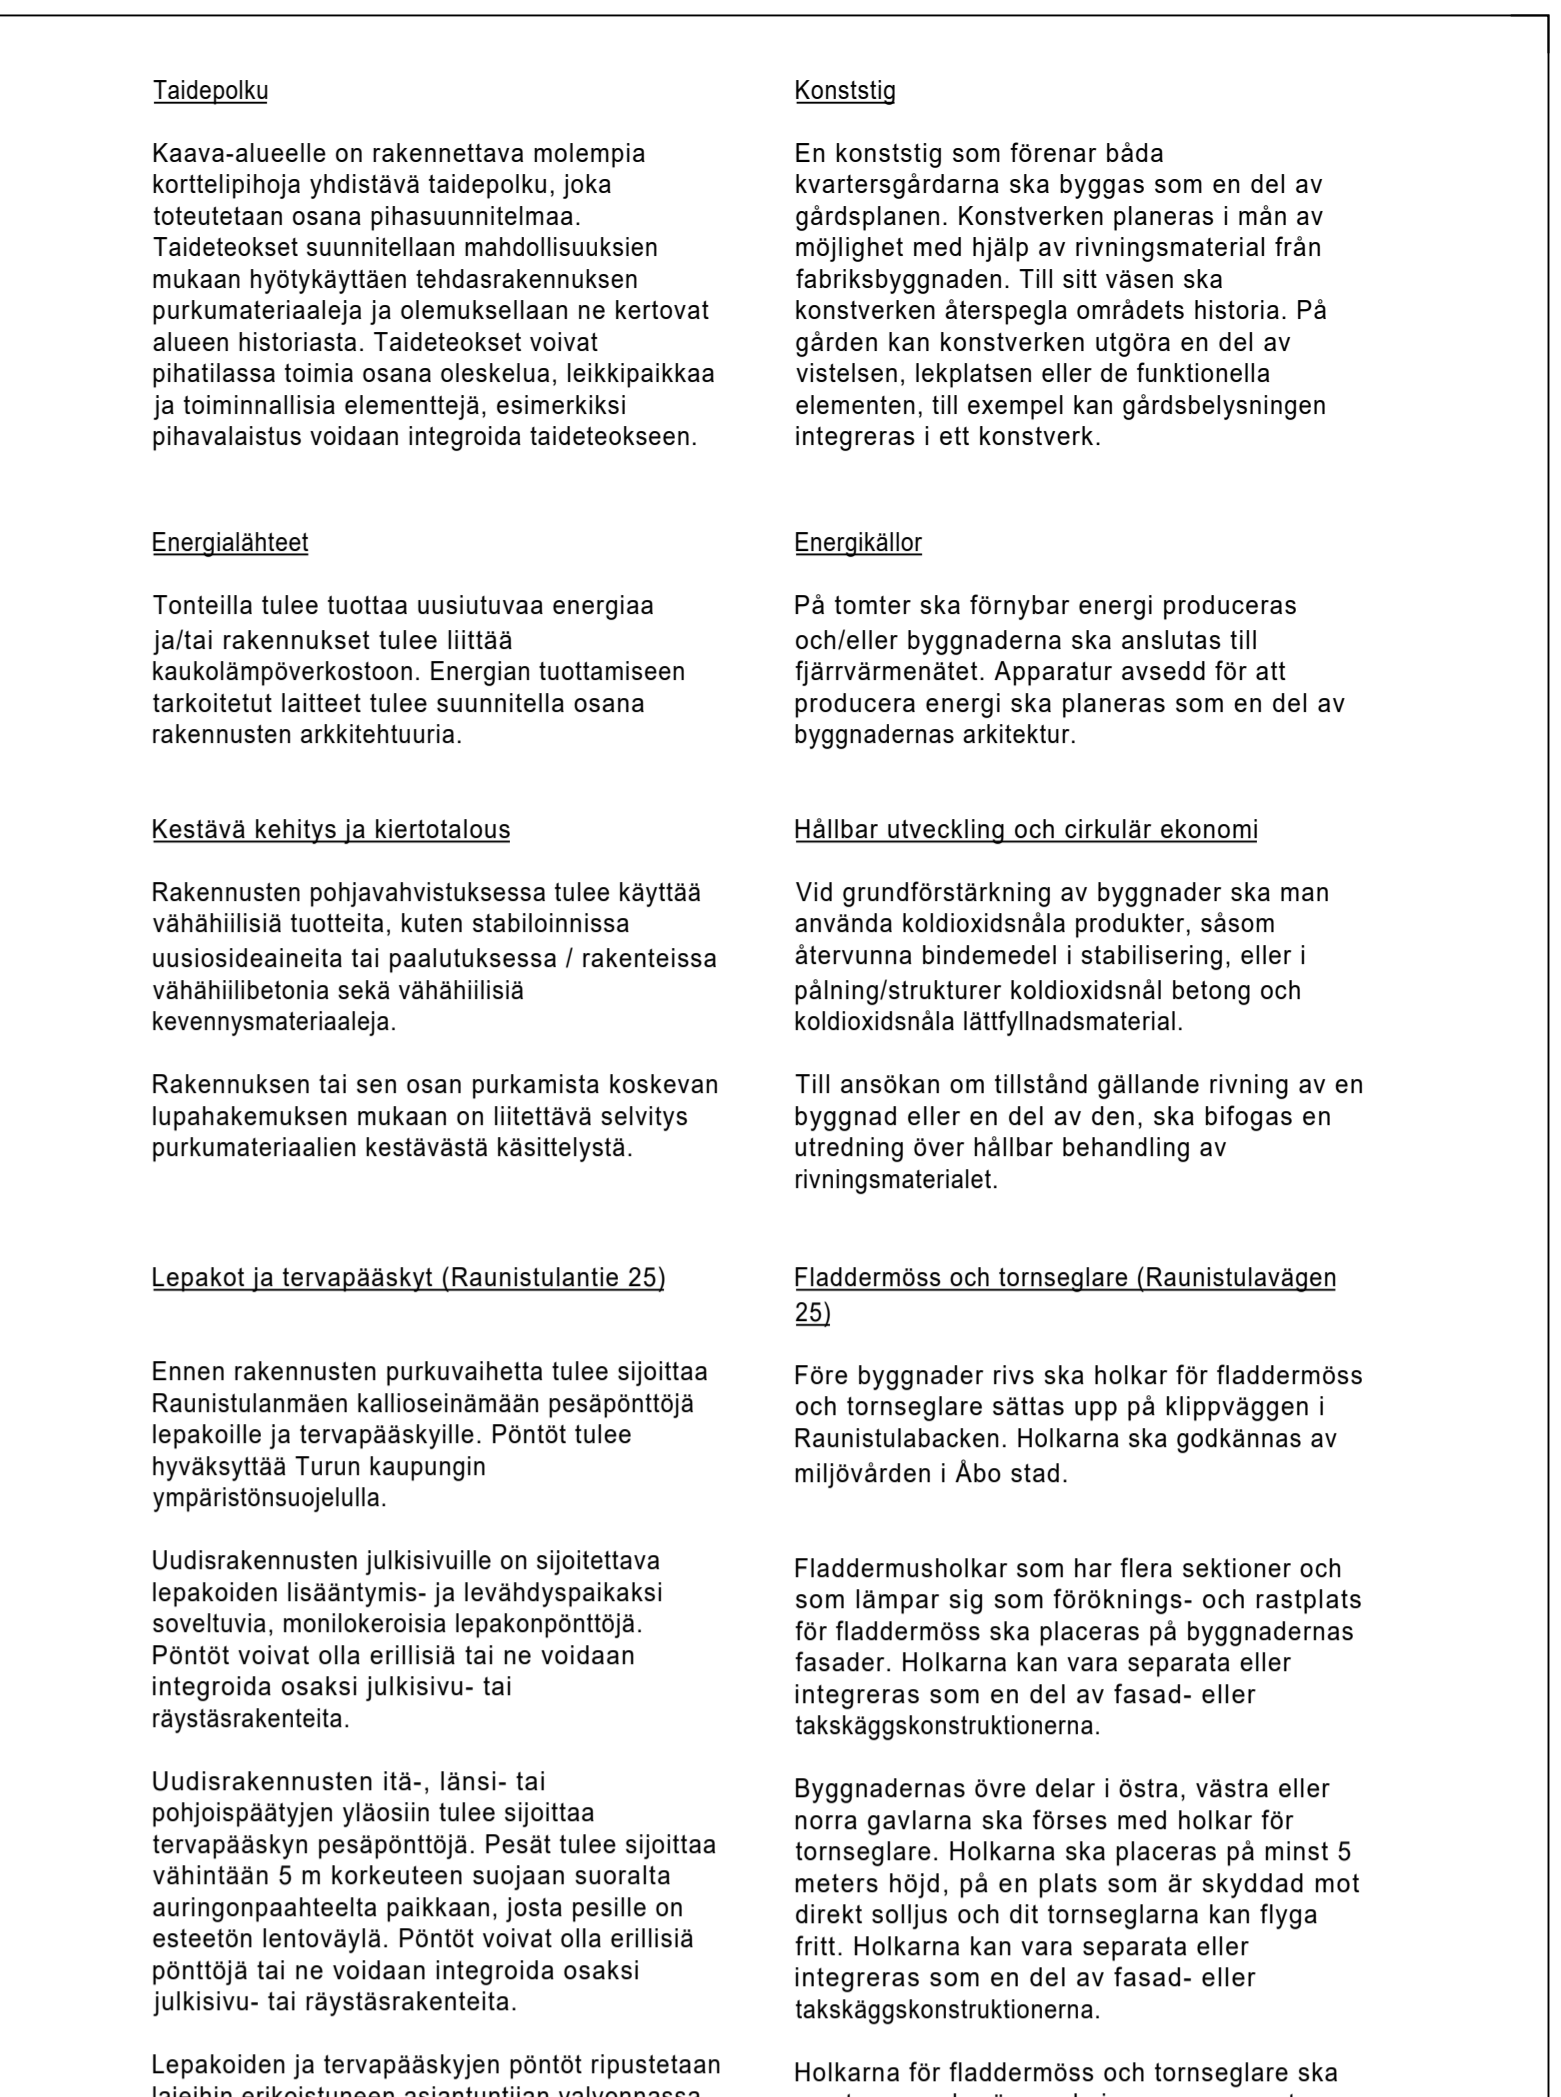 Taidepolku
Kaava-alueelle on rakennettava molempia
korttelipihoja yhdistävä taidepolku, joka
toteutetaan osana pihasuunnitelmaa.
Taideteokset suunnitellaan mahdollisuuksien
mukaan hyötykäyttäen tehdasrakennuksen
purkumateriaaleja ja olemuksellaan ne kertovat
alueen historiasta. Taideteokset voivat
pihatilassa toimia osana oleskelua, leikkipaikkaa
ja toiminnallisia elementtejä, esimerkiksi
pihavalaistus voidaan integroida taideteokseen.
Energialähteet
Tonteilla tulee tuottaa uusiutuvaa energiaa
ja/tai rakennukset tulee liittää
kaukolämpöverkostoon. Energian tuottamiseen
tarkoitetut laitteet tulee suunnitella osana
rakennusten arkkitehtuuria.
Kestävä kehitys ja kiertotalous
Rakennusten pohjavahvistuksessa tulee käyttää
vähähiilisiä tuotteita, kuten stabiloinnissa
uusiosideaineita tai paalutuksessa / rakenteissa
vähähiilibetonia sekä vähähiilisiä
kevennysmateriaaleja.
Rakennuksen tai sen osan purkamista koskevan
lupahakemuksen mukaan on liitettävä selvitys
purkumateriaalien kestävästä käsittelystä.
Lepakot ja tervapääskyt (Raunistulantie 25)
Ennen rakennusten purkuvaihetta tulee sijoittaa
Raunistulanmäen kallioseinämään pesäpönttöjä
lepakoille ja tervapääskyille. Pöntöt tulee
hyväksyttää Turun kaupungin
ympäristönsuojelulla.
Uudisrakennusten julkisivuille on sijoitettava
lepakoiden lisääntymis- ja levähdyspaikaksi
soveltuvia, monilokeroisia lepakonpönttöjä.
Pöntöt voivat olla erillisiä tai ne voidaan
integroida osaksi julkisivu- tai
räystäsrakenteita.
Uudisrakennusten itä-, länsi- tai
pohjoispäätyjen yläosiin tulee sijoittaa
tervapääskyn pesäpönttöjä. Pesät tulee sijoittaa
vähintään 5 m korkeuteen suojaan suoralta
auringonpaahteelta paikkaan, josta pesille on
esteetön lentoväylä. Pöntöt voivat olla erillisiä
pönttöjä tai ne voidaan integroida osaksi
julkisivu- tai räystäsrakenteita.
Lepakoiden ja tervapääskyjen pöntöt ripustetaan
lajeihin erikoistuneen asiantuntijan valvonnassa
Konststig
En konststig som förenar båda
kvartersgårdarna ska byggas som en del av
gårdsplanen. Konstverken planeras i mån av
möjlighet med hjälp av rivningsmaterial från
fabriksbyggnaden. Till sitt väsen ska
konstverken återspegla områdets historia. På
gården kan konstverken utgöra en del av
vistelsen, lekplatsen eller de funktionella
elementen, till exempel kan gårdsbelysningen
integreras i ett konstverk.
Energikällor
På tomter ska förnybar energi produceras
och/eller byggnaderna ska anslutas till
fjärrvärmenätet. Apparatur avsedd för att
producera energi ska planeras som en del av
byggnadernas arkitektur.
Hållbar utveckling och cirkulär ekonomi
Vid grundförstärkning av byggnader ska man
använda koldioxidsnåla produkter, såsom
återvunna bindemedel i stabilisering, eller i
pålning/strukturer koldioxidsnål betong och
koldioxidsnåla lättfyllnadsmaterial.
Till ansökan om tillstånd gällande rivning av en
byggnad eller en del av den, ska bifogas en
utredning över hållbar behandling av
rivningsmaterialet.
Fladdermöss och tornseglare (Raunistulavägen
25)
Före byggnader rivs ska holkar för fladdermöss
och tornseglare sättas upp på klippväggen i
Raunistulabacken. Holkarna ska godkännas av
miljövården i Åbo stad.
Fladdermusholkar som har flera sektioner och
som lämpar sig som föröknings- och rastplats
för fladdermöss ska placeras på byggnadernas
fasader. Holkarna kan vara separata eller
integreras som en del av fasad- eller
takskäggskonstruktionerna.
Byggnadernas övre delar i östra, västra eller
norra gavlarna ska förses med holkar för
tornseglare. Holkarna ska placeras på minst 5
meters höjd, på en plats som är skyddad mot
direkt solljus och dit tornseglarna kan flyga
fritt. Holkarna kan vara separata eller
integreras som en del av fasad- eller
takskäggskonstruktionerna.
Holkarna för fladdermöss och tornseglare ska